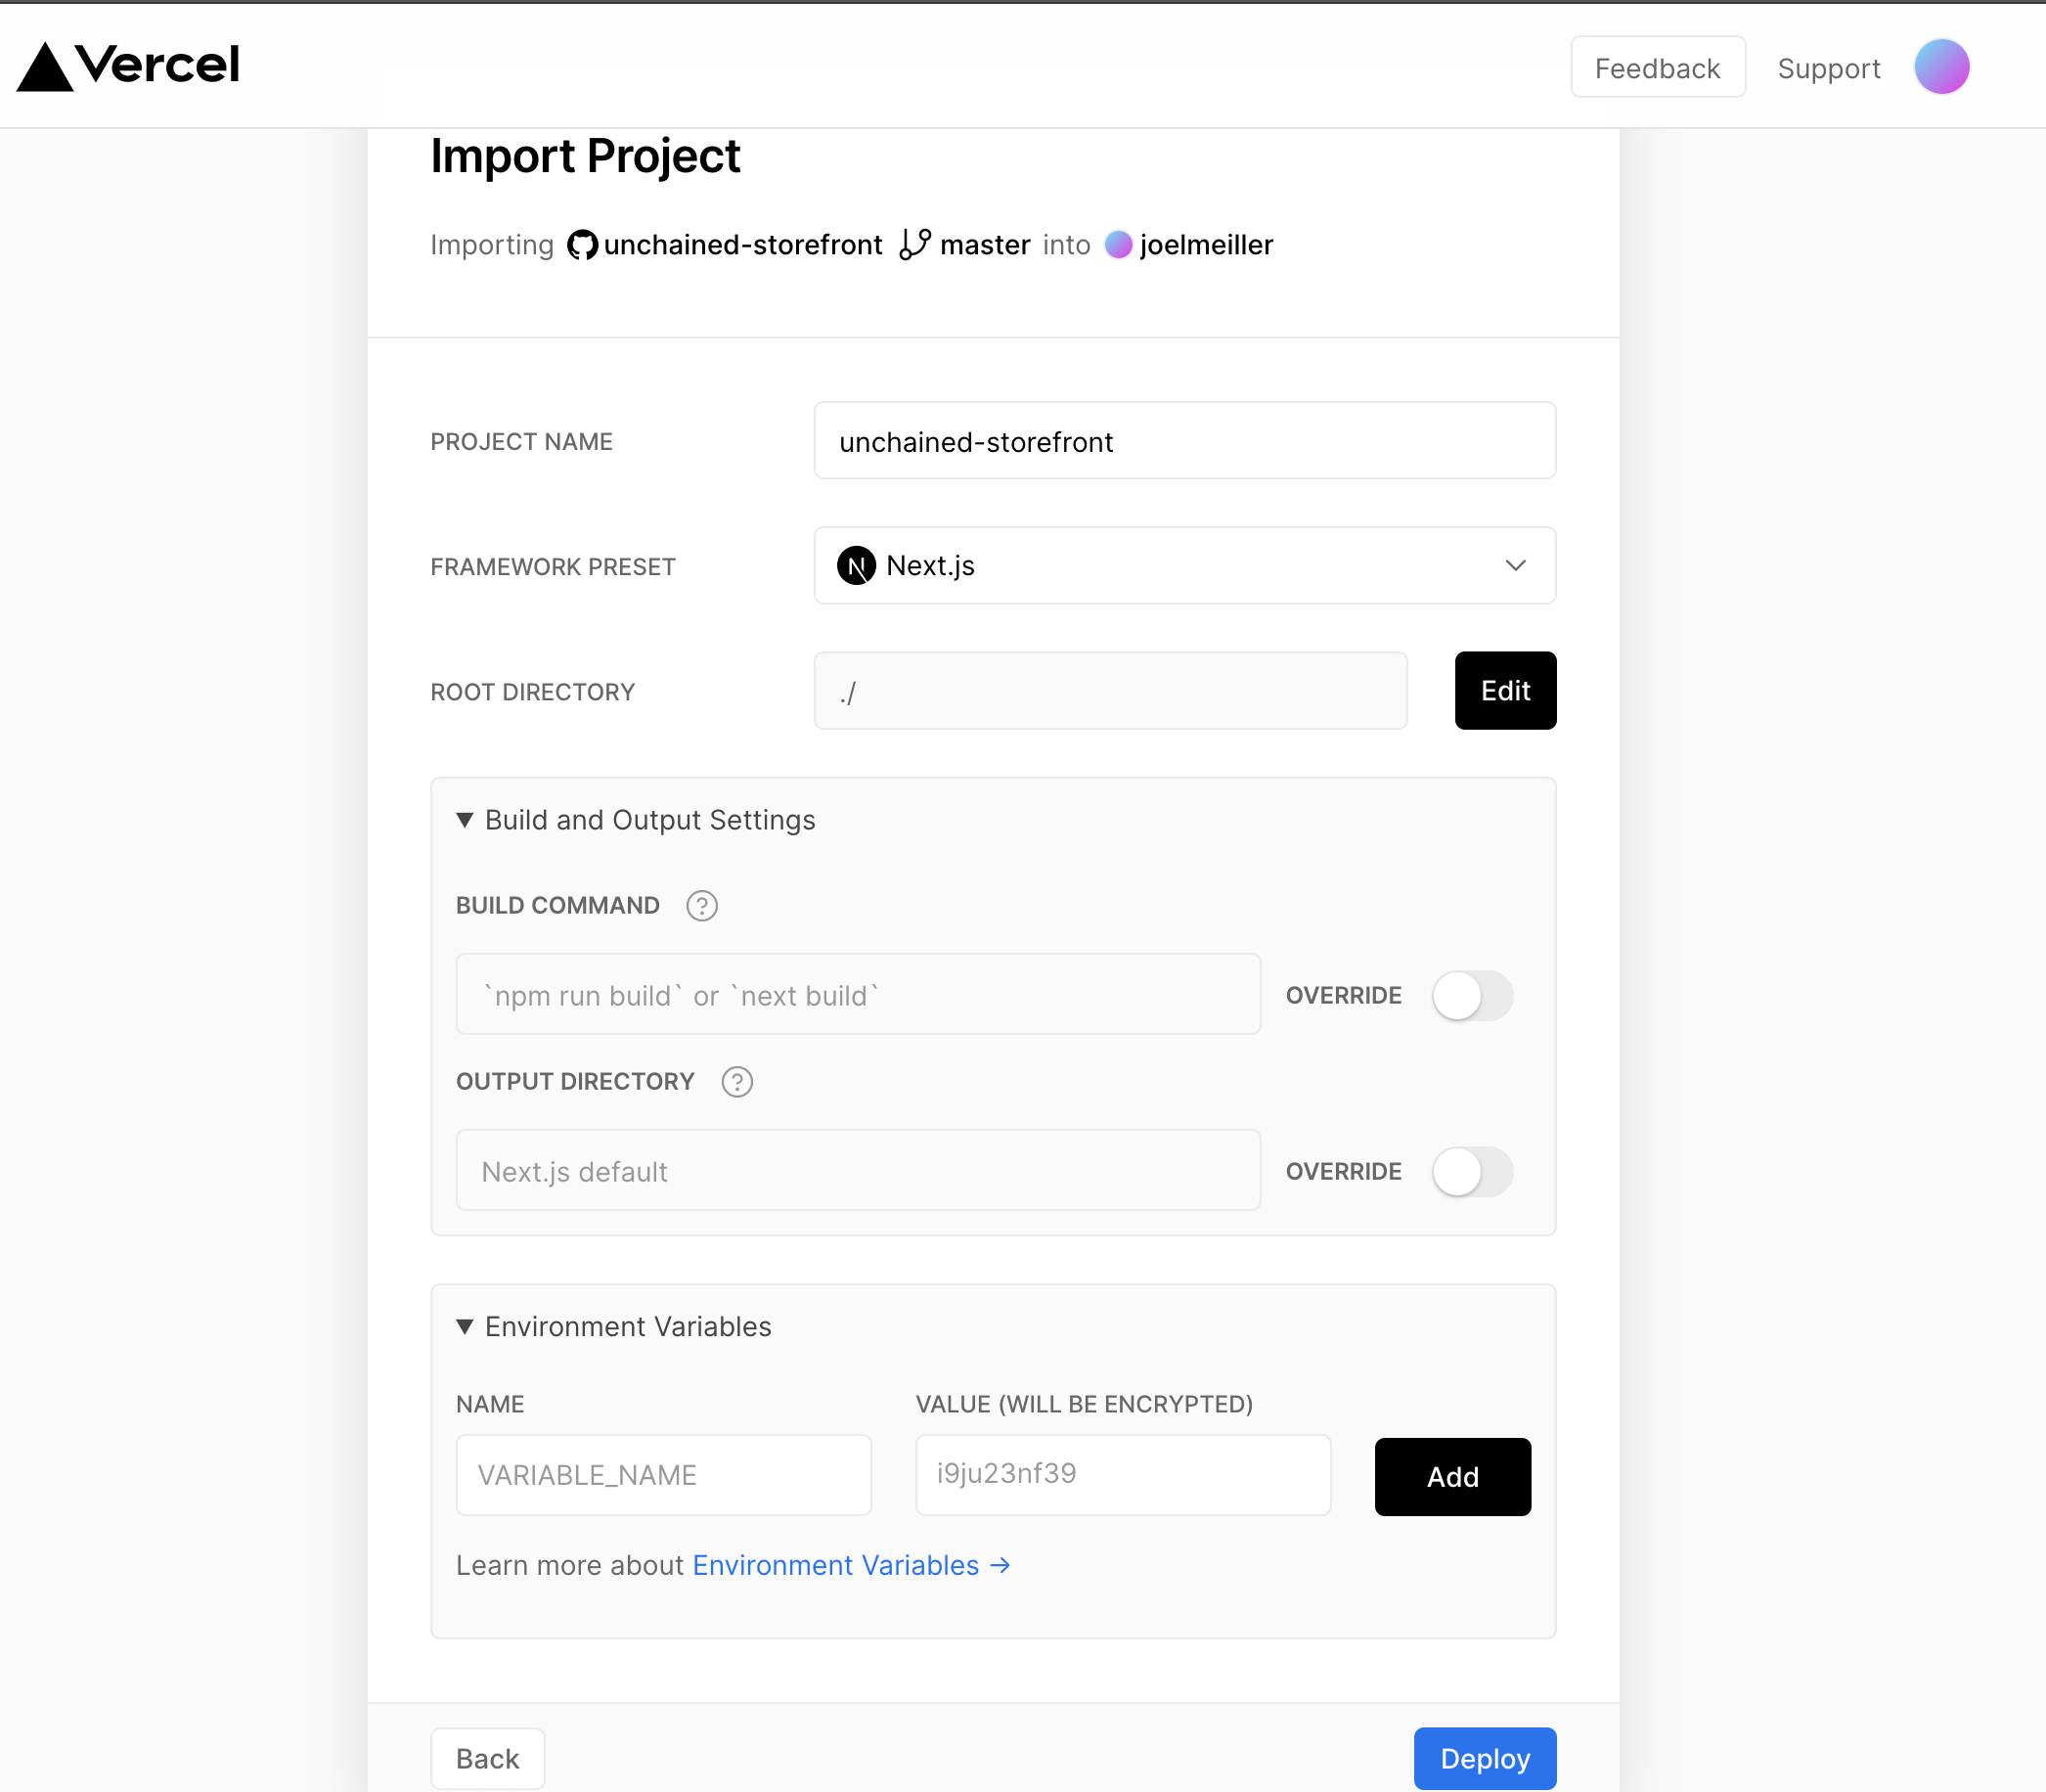 Vercel
Feedback
Support
Import Project
Importing unchained-storefront master into joelmeiller
PROJECT NAME
unchained-storefront
FRAMEWORK PRESET
Next.js
ROOT DIRECTORY
./
Edit
Build and Output Settings
BUILD COMMAND ?
`npm run build` or `next build`
OVERRIDE
OUTPUT DIRECTORY ?
Next.js default
OVERRIDE
Environment Variables
NAME
VALUE (WILL BE ENCRYPTED)
VARIABLE_NAME
i9ju23nf39
Add
Learn more about Environment Variables →
Back
Deploy